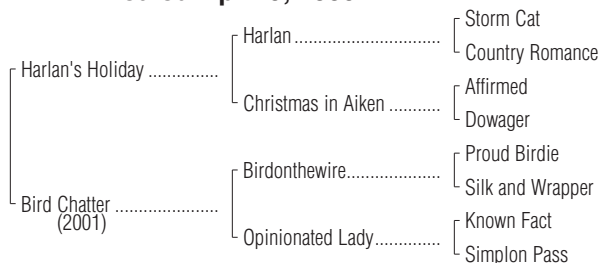 Storm Cat
Harlan
Country Romance
Harlan's Holiday
Affirmed
Christmas in Aiken
Dowager
Proud Birdie
Birdonthewire
Silk and Wrapper
Bird Chatter
(2001)
Known Fact
Opinionated Lady
Simplon Pass